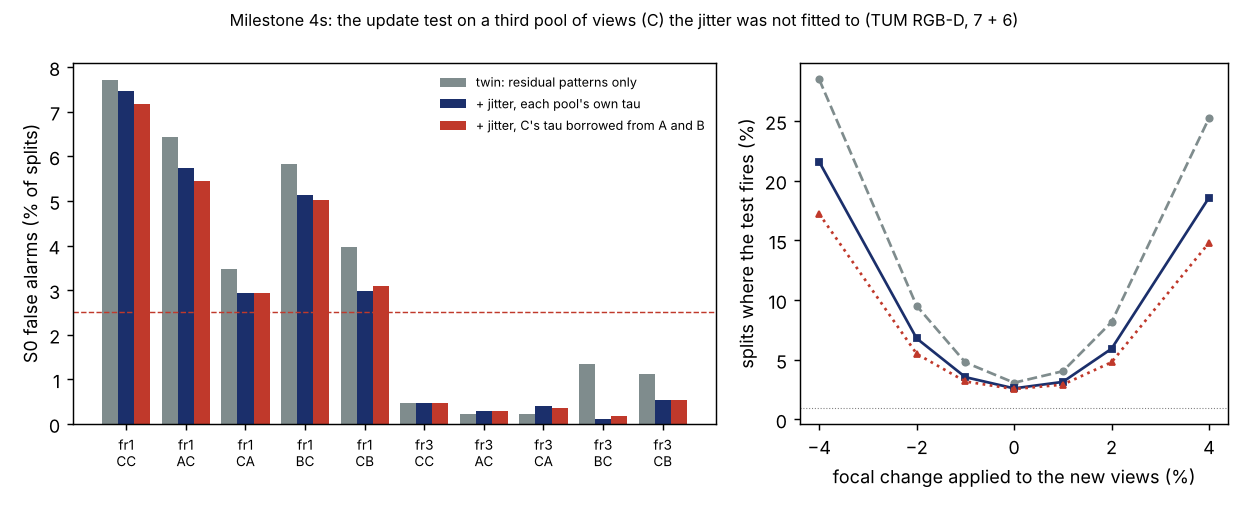 Milestone 4s: the update test on a third pool of views (C) the jitter was not fitted to (TUM RGB-D, 7 + 6)
S0 false alarms (% of splits)
8
7
6
5
4
3
2
1
0
twin: residual patterns only
+ jitter, each pool's own tau
+ jitter, C's tau borrowed from A and B
fr1 fr1 fr1 fr1 fr1 fr3 fr3 fr3 fr3 fr3
CC AC CA BC CB CC AC CA BC CB
splits where the test fires (%)
25
20
15
10
5
0
−4 −2 0 2 4
focal change applied to the new views (%)